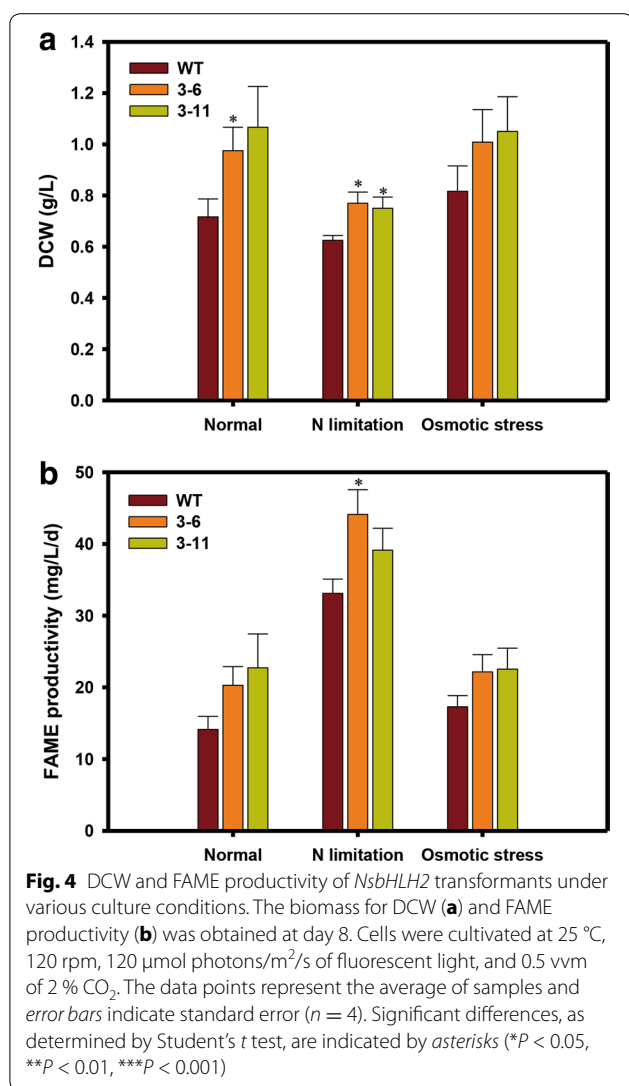 a
1.4
1.2
1.0
0.8
0.6
0.4
0.2
0.0
DCW (g/L)
WT
3-6
3-11
*
* *
Normal N limitation Osmotic stress
b
50
40
30
20
10
0
FAME productivity (mg/L/d)
WT
3-6
3-11
*
Normal N limitation Osmotic stress
Fig. 4 DCW and FAME productivity of NsbHLH2 transformants under
various culture conditions. The biomass for DCW (a) and FAME
productivity (b) was obtained at day 8. Cells were cultivated at 25 °C,
120 rpm, 120 μmol photons/m²/s of fluorescent light, and 0.5 vvm
of 2 % CO₂. The data points represent the average of samples and
error bars indicate standard error (n = 4). Significant differences, as
determined by Student’s t test, are indicated by asterisks (*P < 0.05,
**P < 0.01, ***P < 0.001)